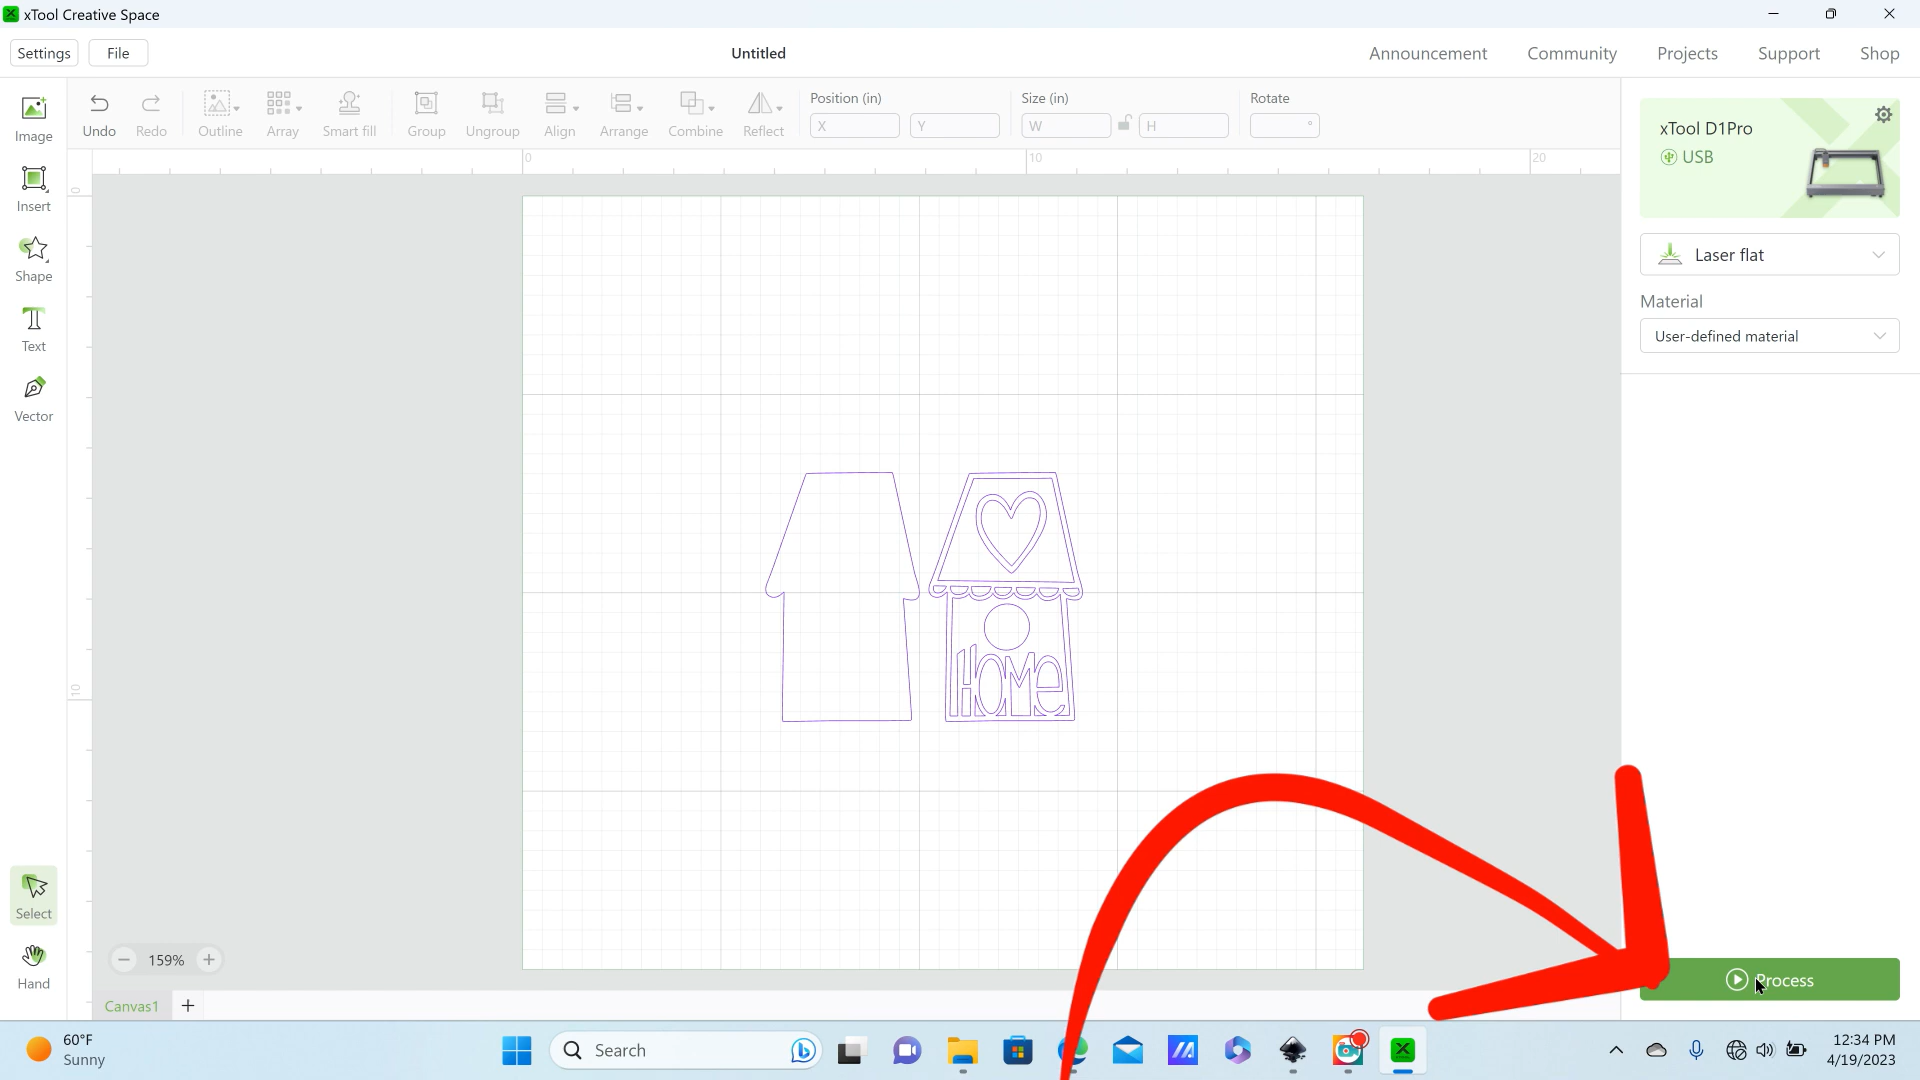 xTool Creative Space
Settings File Untitled Announcement Community Projects Support Shop
Undo Redo Outline Array Smart fill Group Ungroup Align Arrange Combine Reflect
Position (in) Size (in) Rotate
X Y W H °
Image
Insert
Shape
Text
Vector
Select
Hand
0 10 20
0
10
Home
xTool D1Pro
USB
Laser flat
Material
User-defined material
Process
159%
Canvas1
60°F
Sunny
Search
12:34 PM
4/19/2023